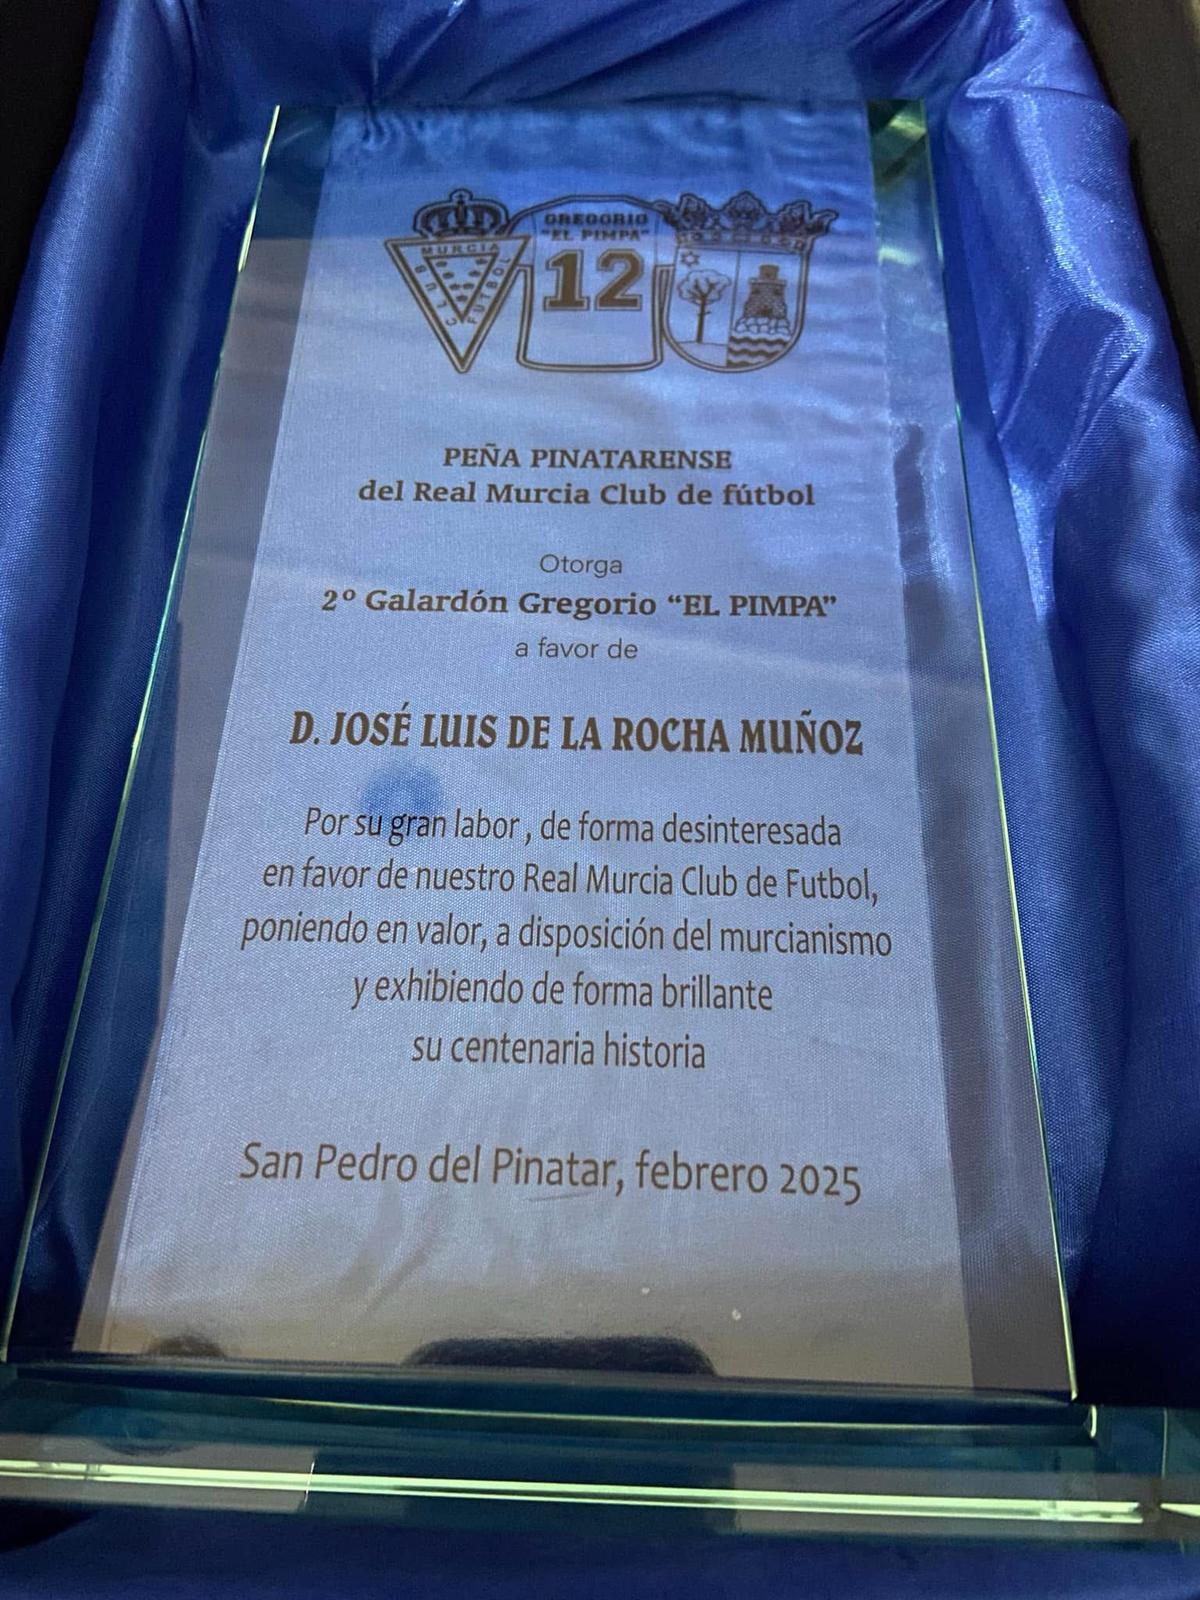 MURCIA
CLUB
FUTBOL
GREGORIO
"EL PIMPA"
12
PEÑA PINATARENSE
del Real Murcia Club de fútbol
Otorga
2º Galardón Gregorio “EL PIMPA”
a favor de
D. JOSÉ LUIS DE LA ROCHA MUÑOZ
Por su gran labor , de forma desinteresada
en favor de nuestro Real Murcia Club de Futbol,
poniendo en valor, a disposición del murcianismo
y exhibiendo de forma brillante
su centenaria historia
San Pedro del Pinatar, febrero 2025